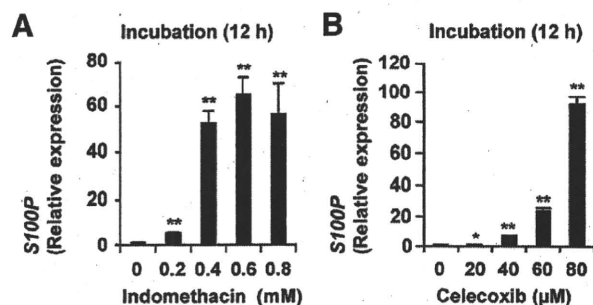 A
Incubation (12 h)
S100P
(Relative expression)
80
60
40
20
0
**
**
**
**
0 0.2 0.4 0.6 0.8
Indomethacin (mM)
B
Incubation (12 h)
S100P
(Relative expression)
120
100
80
60
40
20
0
*
**
**
**
0 20 40 60 80
Celecoxib (µM)